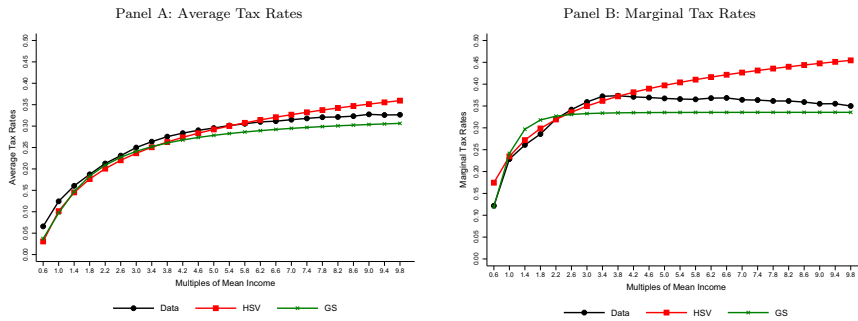 Panel A: Average Tax Rates
0.50
0.45
0.40
0.35
0.30
0.25
0.20
0.15
0.10
0.05
0.00
Average Tax Rates
0.6 1.0 1.4 1.8 2.2 2.6 3.0 3.4 3.8 4.2 4.6 5.0 5.4 5.8 6.2 6.6 7.0 7.4 7.8 8.2 8.6 9.0 9.4 9.8
Multiples of Mean Income
Data HSV GS
Panel B: Marginal Tax Rates
0.50
0.45
0.40
0.35
0.30
0.25
0.20
0.15
0.10
0.05
0.00
Marginal Tax Rates
0.6 1.0 1.4 1.8 2.2 2.6 3.0 3.4 3.8 4.2 4.6 5.0 5.4 5.8 6.2 6.6 7.0 7.4 7.8 8.2 8.6 9.0 9.4 9.8
Multiples of Mean Income
Data HSV GS